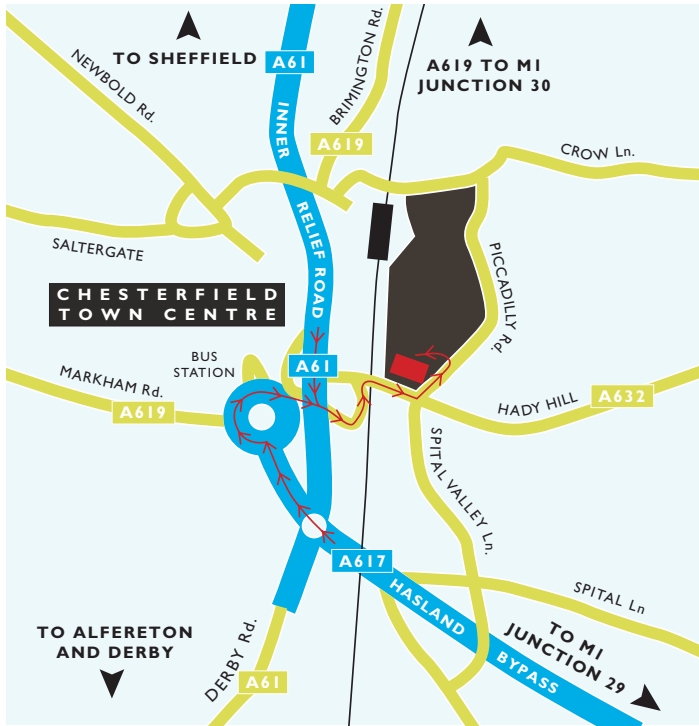 TO SHEFFIELD
A61
A619 TO M1
JUNCTION 30
NEWBOLD Rd.
BRIMINGTON Rd.
A619
INNER
RELIEF ROAD
CROW Ln.
SALTERGATE
PICCADILLY Rd.
CHESTERFIELD
TOWN CENTRE
BUS
STATION
A61
MARKHAM Rd.
A619
HADY HILL
A632
SPITAL VALLEY Ln.
A617
HASLAND
BYPASS
SPITAL Ln
TO ALFERETON
AND DERBY
DERBY Rd.
A61
TO M1
JUNCTION 29